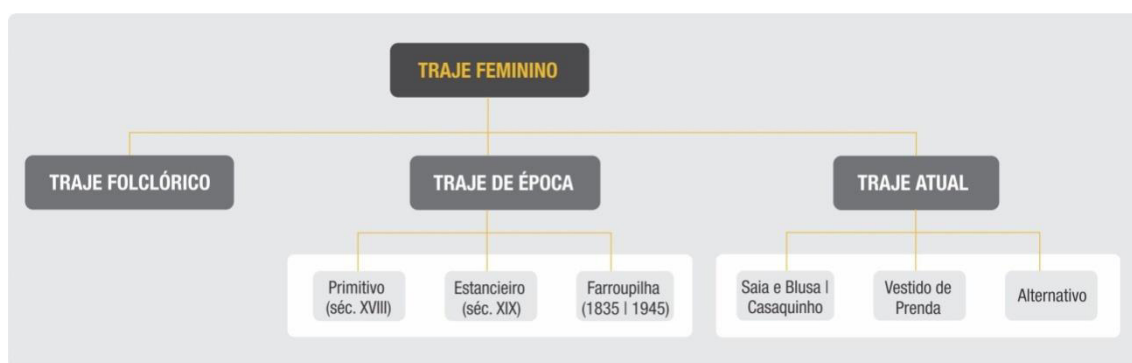 TRAJE FEMININO
TRAJE FOLCLÓRICO
TRAJE DE ÉPOCA
TRAJE ATUAL
Primitivo
(séc. XVIII)
Estancieiro
(séc. XIX)
Farroupilha
(1835 | 1945)
Saia e Blusa |
Casaquinho
Vestido de
Prenda
Alternativo